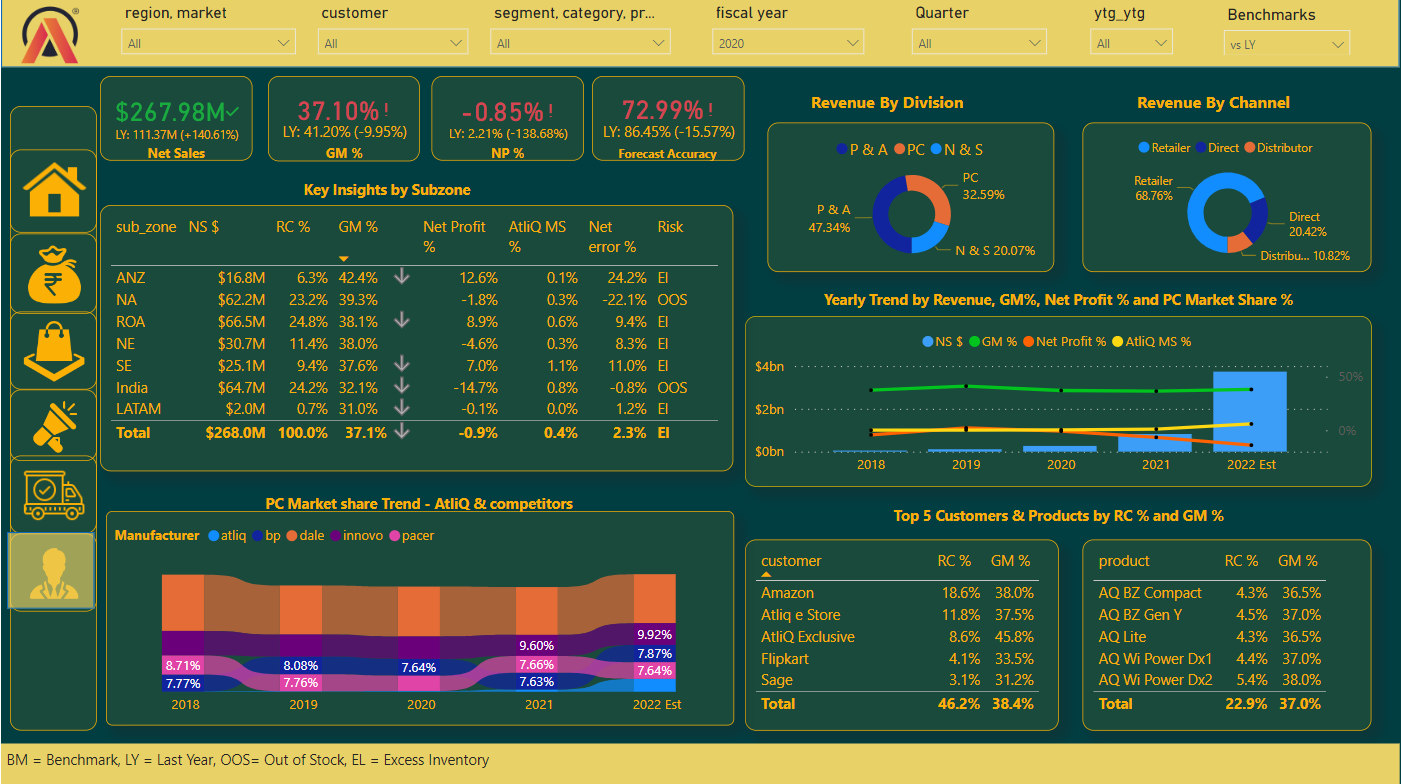 region, market
customer
segment, category, pr...
fiscal year
Quarter
ytg_ytg
Benchmarks
All
All
All
2020
All
All
vs LY
$267.98M
LY: 111.37M (+140.61%)
Net Sales
37.10% !
LY: 41.20% (-9.95%)
GM %
-0.85% !
LY: 2.21% (-138.68%)
NP %
72.99% !
LY: 86.45% (-15.57%)
Forecast Accuracy
Revenue By Division
P & A PC N & S
PC
32.59%
P & A
47.34%
N & S 20.07%
Revenue By Channel
Retailer Direct Distributor
Retailer
68.76%
Direct
20.42%
Distribu... 10.82%
Key Insights by Subzone
sub_zone NS $ RC % GM % Net Profit % AtliQ MS % Net error % Risk
ANZ $16.8M 6.3% 42.4% 12.6% 0.1% 24.2% EI
NA $62.2M 23.2% 39.3% -1.8% 0.3% -22.1% OOS
ROA $66.5M 24.8% 38.1% 8.9% 0.6% 9.4% EI
NE $30.7M 11.4% 38.0% -4.6% 0.3% 8.3% EI
SE $25.1M 9.4% 37.6% 7.0% 1.1% 11.0% EI
India $64.7M 24.2% 32.1% -14.7% 0.8% -0.8% OOS
LATAM $2.0M 0.7% 31.0% -0.1% 0.0% 1.2% EI
Total $268.0M 100.0% 37.1% -0.9% 0.4% 2.3% EI
Yearly Trend by Revenue, GM%, Net Profit % and PC Market Share %
NS $ GM % Net Profit % AtliQ MS %
$4bn
$2bn
$0bn
50%
0%
2018 2019 2020 2021 2022 Est
PC Market share Trend - AtliQ & competitors
Manufacturer atliq bp dale innovo pacer
8.71%
7.77%
8.08%
7.76%
7.64%
9.60%
7.66%
7.63%
9.92%
7.87%
7.64%
2018 2019 2020 2021 2022 Est
Top 5 Customers & Products by RC % and GM %
customer RC % GM %
Amazon 18.6% 38.0%
Atliq e Store 11.8% 37.5%
AtliQ Exclusive 8.6% 45.8%
Flipkart 4.1% 33.5%
Sage 3.1% 31.2%
Total 46.2% 38.4%
product RC % GM %
AQ BZ Compact 4.3% 36.5%
AQ BZ Gen Y 4.5% 37.0%
AQ Lite 4.3% 36.5%
AQ Wi Power Dx1 4.4% 37.0%
AQ Wi Power Dx2 5.4% 38.0%
Total 22.9% 37.0%
BM = Benchmark, LY = Last Year, OOS= Out of Stock, EL = Excess Inventory